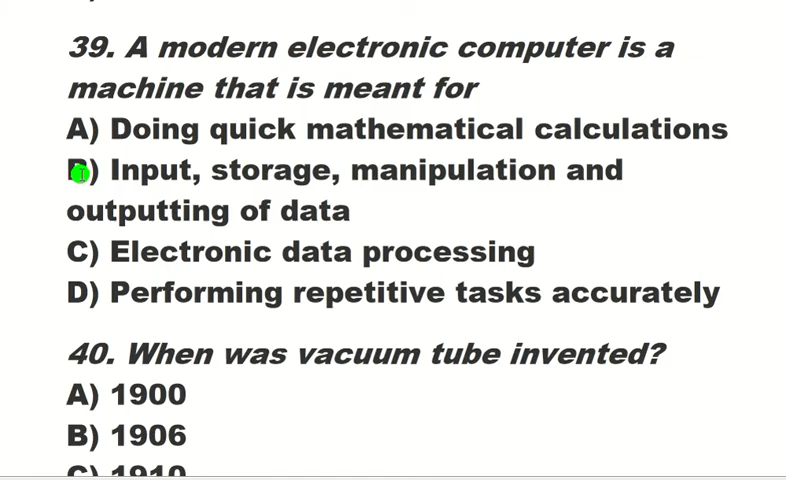 39. A modern electronic computer is a
machine that is meant for
A) Doing quick mathematical calculations
B) Input, storage, manipulation and
outputting of data
C) Electronic data processing
D) Performing repetitive tasks accurately
40. When was vacuum tube invented?
A) 1900
B) 1906
C) 1910